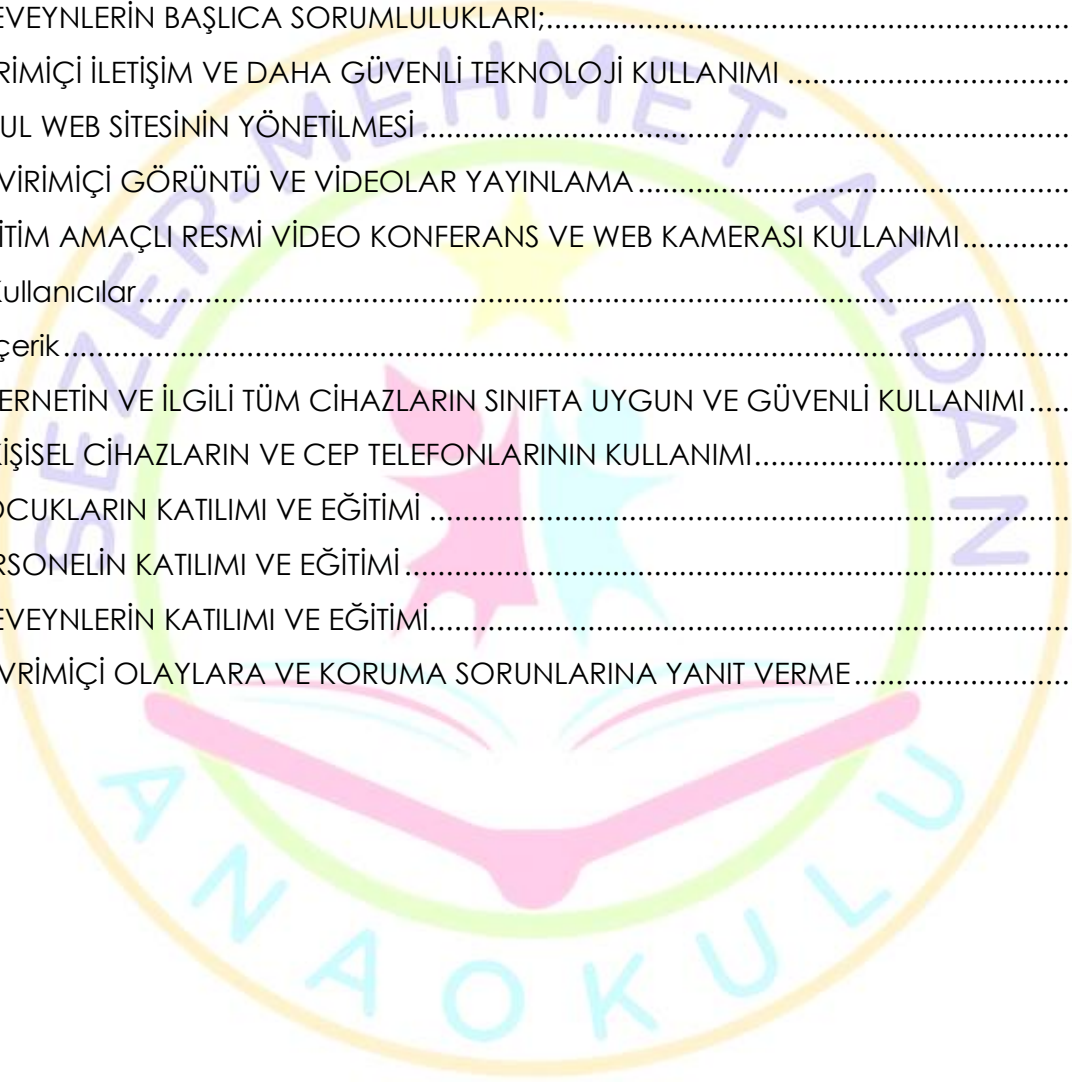 EVEYNLERİN BAŞLICA SORUMLULUKLARI;
RİMİÇİ İLETİŞİM VE DAHA GÜVENLİ TEKNOLOJİ KULLANIMI
UL WEB SİTESİNİN YÖNETİLMESİ
VİRİMİÇİ GÖRÜNTÜ VE VİDEOLAR YAYINLAMA
İTİM AMAÇLI RESMİ VİDEO KONFERANS VE WEB KAMERASI KULLANIMI
Kullanıcılar
çerik
ERNETİN VE İLGİLİ TÜM CİHAZLARIN SINIFTA UYGUN VE GÜVENLİ KULLANIMI
KİŞİSEL CİHAZLARIN VE CEP TELEFONLARININ KULLANIMI
OCUKLARIN KATILIMI VE EĞİTİMİ
RSONELİN KATILIMI VE EĞİTİMİ
EVEYNLERİN KATILIMI VE EĞİTİMİ
VRİMİÇİ OLAYLARA VE KORUMA SORUNLARINA YANIT VERME
SEZER-MEHMET ALDAN
ANAOKULU